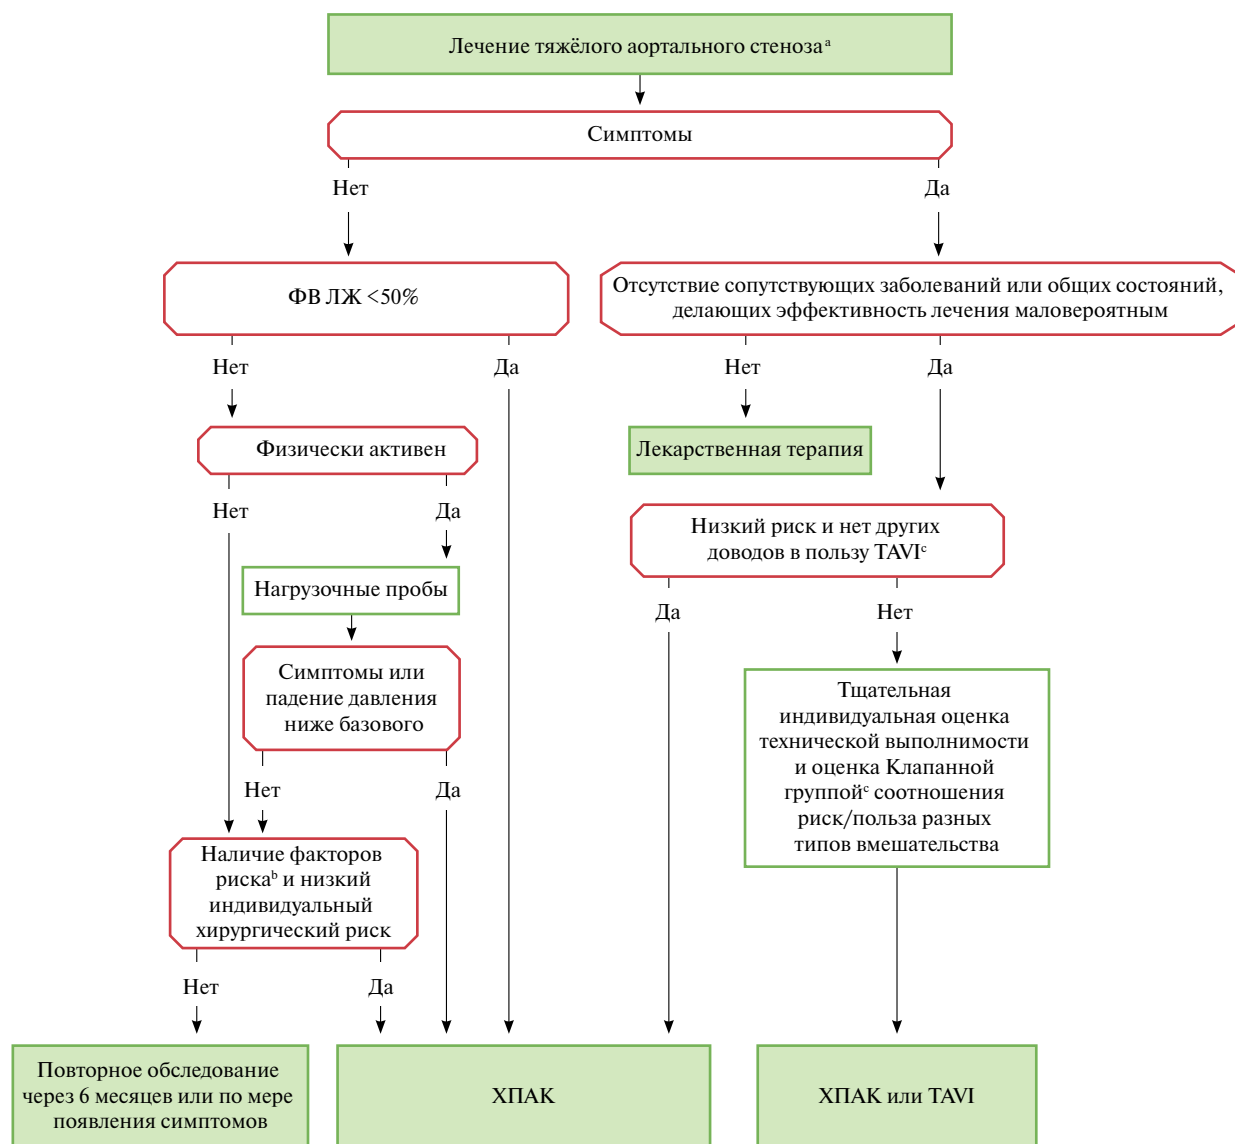 Лечение тяжёлого аортального стенозаᵃ
Симптомы
Нет
Да
ФВ ЛЖ <50%
Отсутствие сопутствующих заболеваний или общих состояний,
делающих эффективность лечения маловероятным
Нет
Да
Нет
Да
Физически активен
Лекарственная терапия
Нет
Да
Низкий риск и нет других
доводов в пользу TAVIᶜ
Нагрузочные пробы
Да
Нет
Симптомы или
падение давления
ниже базового
Тщательная
индивидуальная оценка
технической выполнимости
и оценка Клапанной
группойᶜ соотношения
риск/польза разных
типов вмешательства
Нет
Да
Наличие факторов
рискаᵇ и низкий
индивидуальный
хирургический риск
Нет
Да
Повторное обследование
через 6 месяцев или по мере
появления симптомов
ХПАК
ХПАК или TAVI